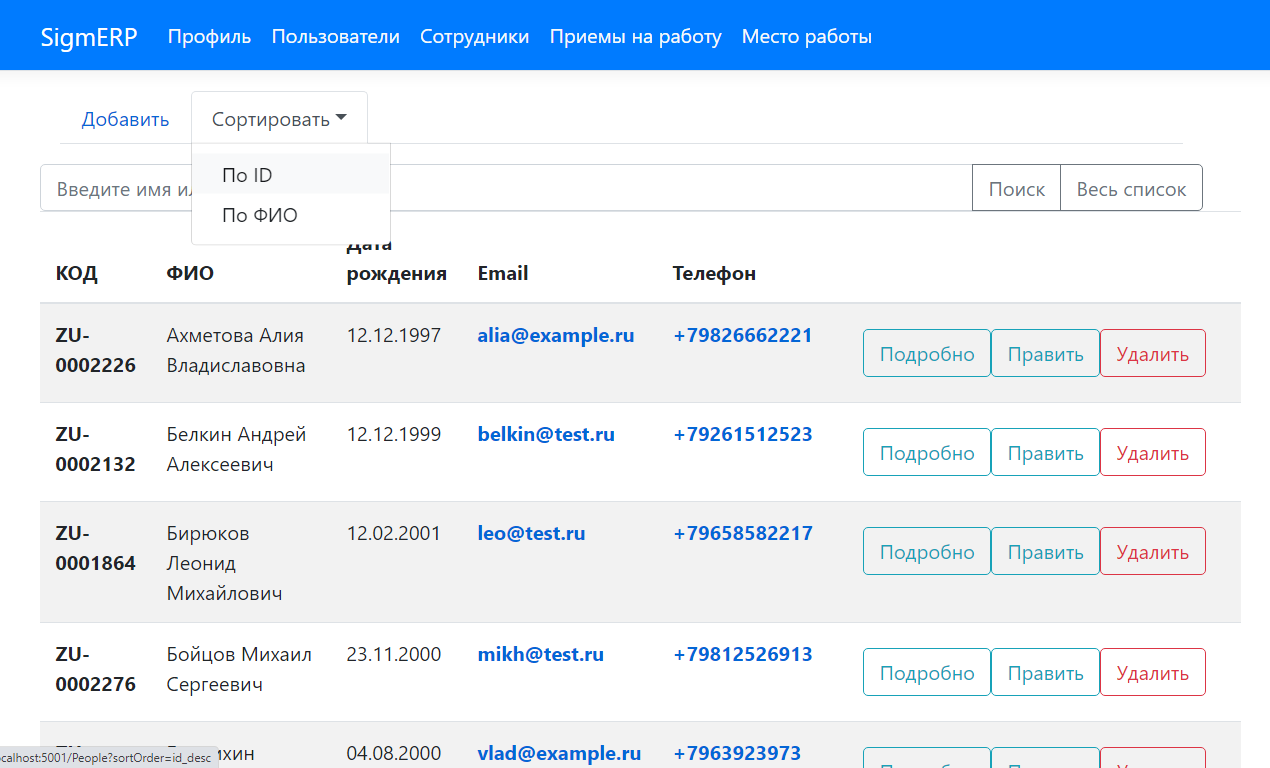 SigmERP Профиль Пользователи Сотрудники Приемы на работу Место работы
Добавить Сортировать
По ID
Введите имя Поиск Весь список
По ФИО
Дата
КОД ФИО рождения Email Телефон
ZU- Ахметова Алия 12.12.1997 alia@example.ru +79826662221
0002226 Владиславовна
Подробно Править Удалить
ZU- Белкин Андрей 12.12.1999 belkin@test.ru +79261512523
0002132 Алексеевич
Подробно Править Удалить
ZU- Бирюков 12.02.2001 leo@test.ru +79658582217
0001864 Леонид
Подробно Править Удалить
Михайлович
ZU- Бойцов Михаил 23.11.2000 mikh@test.ru +79812526913
0002276 Сергеевич
Подробно Править Удалить
04.08.2000 vlad@example.ru +7963923973
calhost:5001/People?sortOrder=id_desc